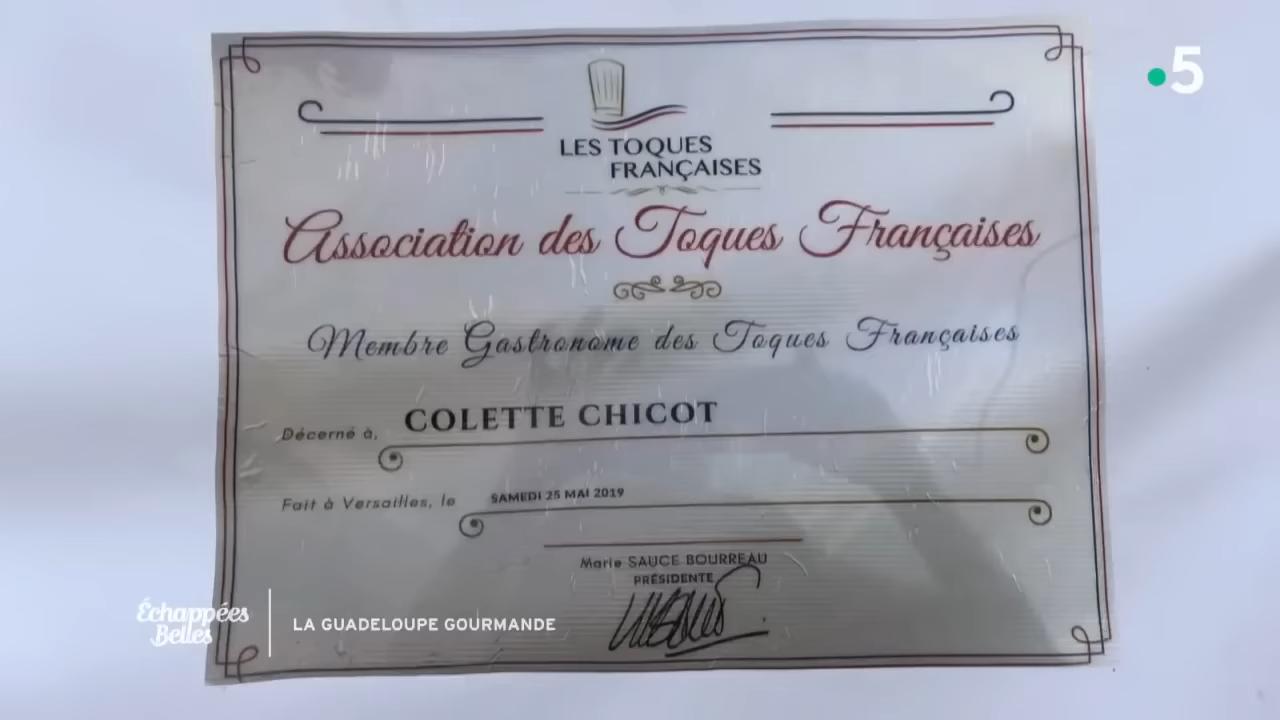 5
LES TOQUES
FRANÇAISES
Association des Toques Françaises
Membre Gastronome des Toques Françaises
Décerné à, COLETTE CHICOT
Fait à Versailles, le SAMEDI 25 MAI 2019
Marie SAUCE BOURREAU
PRÉSIDENTE
Échappées
Belles
LA GUADELOUPE GOURMANDE